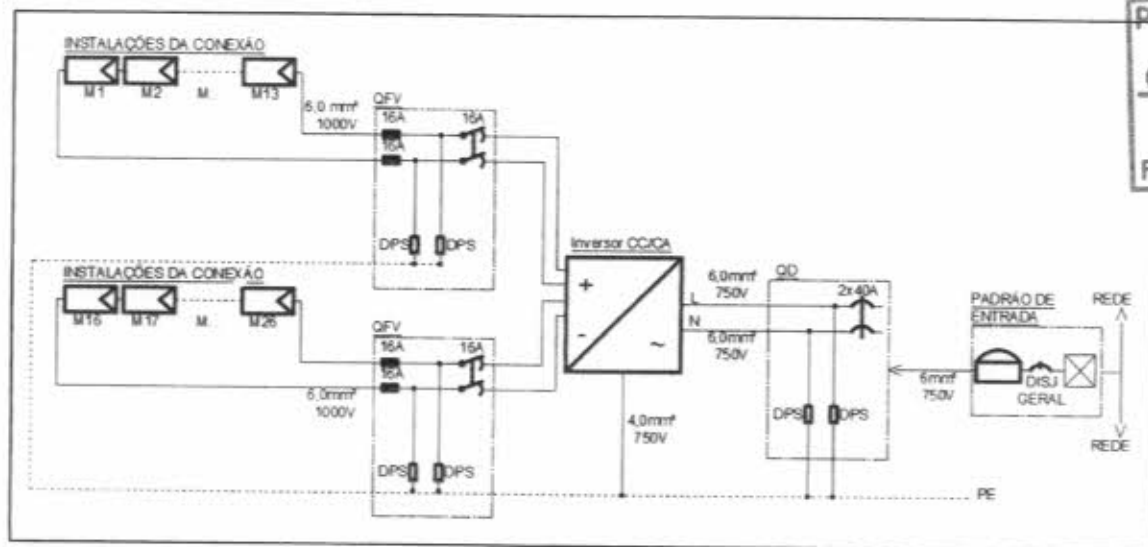 INSTALAÇÕES DA CONEXÃO
M1 M2 M. M13
6,0 mm²
1000V
QFV
16A 16A
16A
DPS DPS
INSTALAÇÕES DA CONEXÃO
M16 M17 M. M26
6,0mm²
1000V
QFV
16A 16A
16A
DPS DPS
Inversor CC/CA
+
-
~
L
N
6,0mm²
750V
6,0mm²
750V
4,0mm²
750V
QD
2x40A
DPS DPS
6mm²
750V
PADRÃO DE
ENTRADA
DISJ
GERAL
REDE
REDE
PE